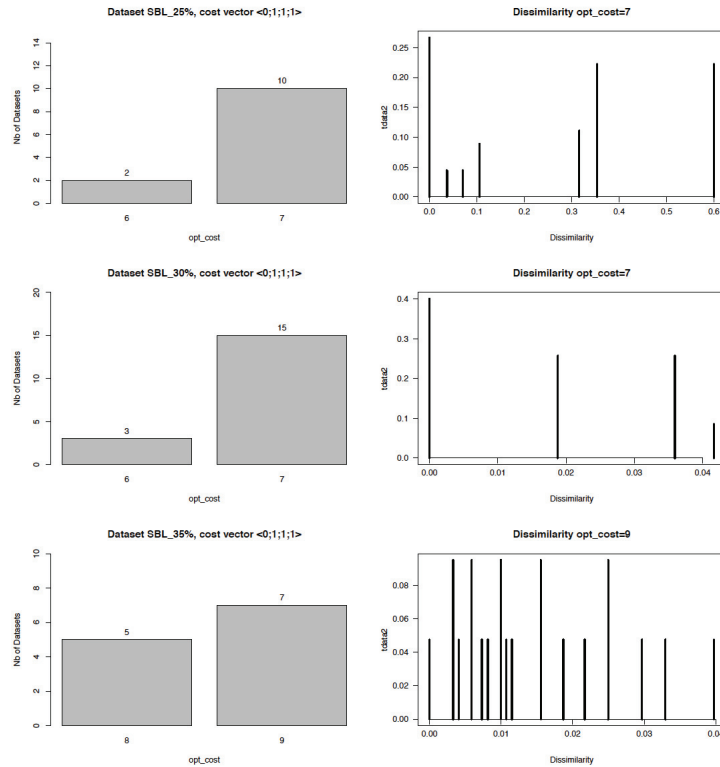 Dataset SBL_25%, cost vector <0;1;1;1>
Nb of Datasets
0 2 4 6 8 10 12 14
2
10
6 7
opt_cost
Dissimilarity opt_cost=7
tdata2
0.00 0.05 0.10 0.15 0.20 0.25
0.0 0.1 0.2 0.3 0.4 0.5 0.6
Dissimilarity
Dataset SBL_30%, cost vector <0;1;1;1>
Nb of Datasets
0 5 10 15 20
3
15
6 7
opt_cost
Dissimilarity opt_cost=7
tdata2
0.0 0.1 0.2 0.3 0.4
0.00 0.01 0.02 0.03 0.04
Dissimilarity
Dataset SBL_35%, cost vector <0;1;1;1>
Nb of Datasets
0 2 4 6 8 10
5
7
8 9
opt_cost
Dissimilarity opt_cost=9
tdata2
0.00 0.02 0.04 0.06 0.08
0.00 0.01 0.02 0.03 0.04
Dissimilarity